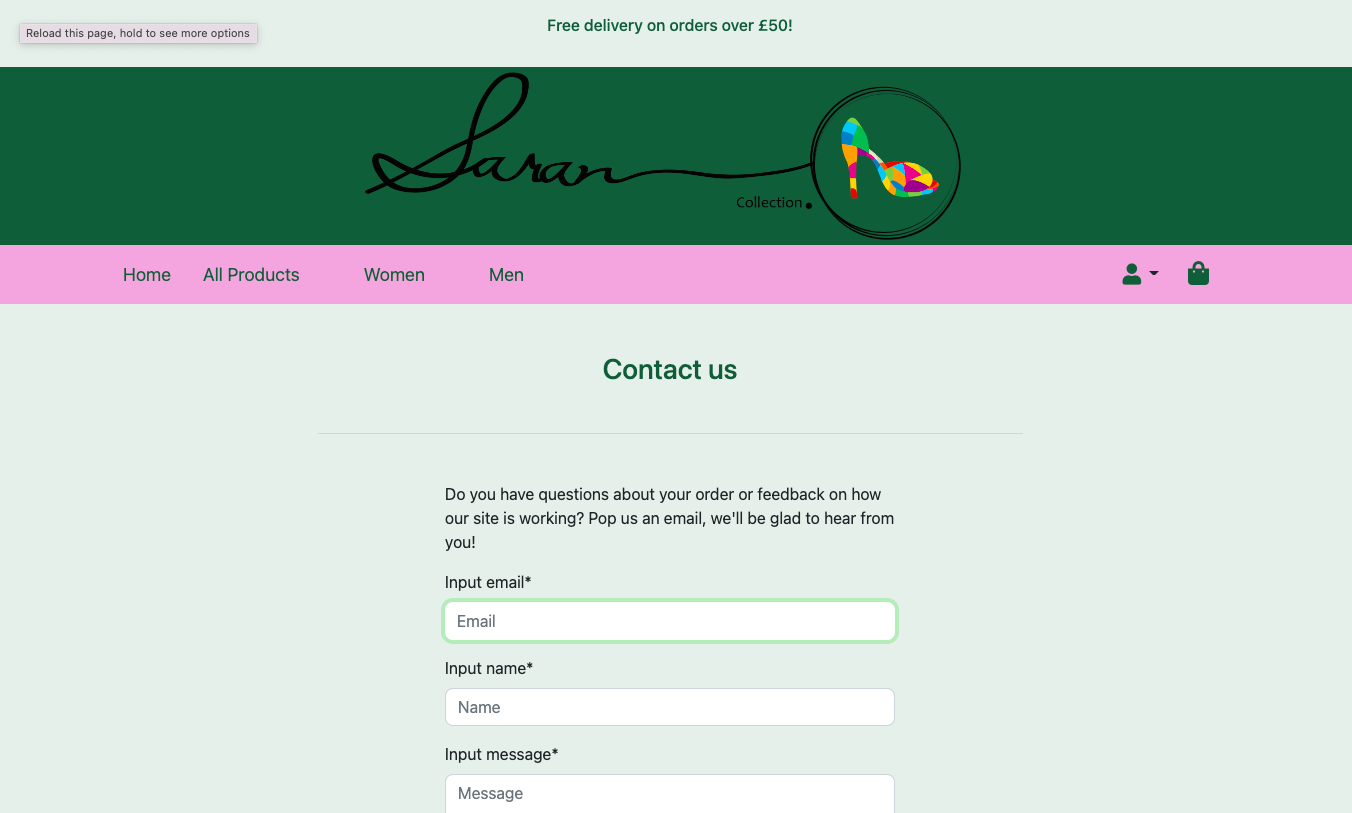 Free delivery on orders over £50!
Reload this page, hold to see more options
Saran
Collection.
Home All Products Women Men
Contact us
Do you have questions about your order or feedback on how
our site is working? Pop us an email, we'll be glad to hear from
you!
Input email*
Email
Input name*
Name
Input message*
Message